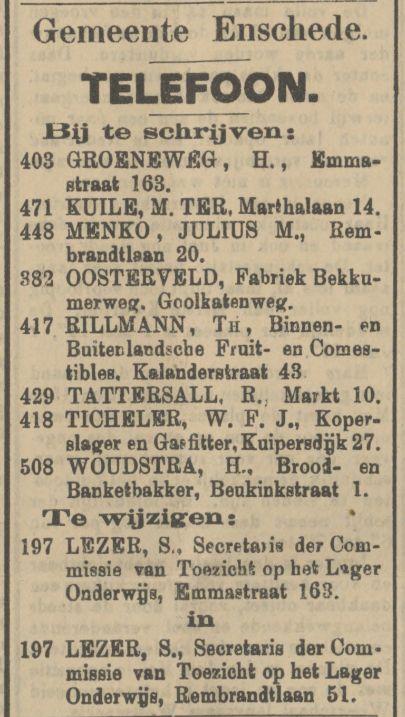 Gemeente Enschede.
TELEFOON.
Bij te schrijven:
403 GROENEWEG, H., Emma-
straat 163.
471 KUILE, M. TER, Marthalaan 14.
448 MENKO, JULIUS M., Rem-
brandtlaan 20.
382 OOSTERVELD, Fabriek Bekku-
merweg. Goolkatenweg.
417 RILLMANN, TH, Binnen- en
Buitenlandsche Fruit- en Comes-
tibles, Kalanderstraat 43
429 TATTERSALL, R., Markt 10.
418 TICHELER, W. F. J., Koper-
slager en Gasfitter, Kuipersdijk 27.
508 WOUDSTRA, H., Brood- en
Banketbakker, Beukinkstraat 1.
Te wijzigen:
197 LEZER, S., Secretaris der Com-
missie van Toezicht op het Lager
Onderwijs, Emmastraat 163.
in
197 LEZER, S., Secretaris der Com-
missie van Toezicht op het Lager
Onderwijs, Rembrandtlaan 51.